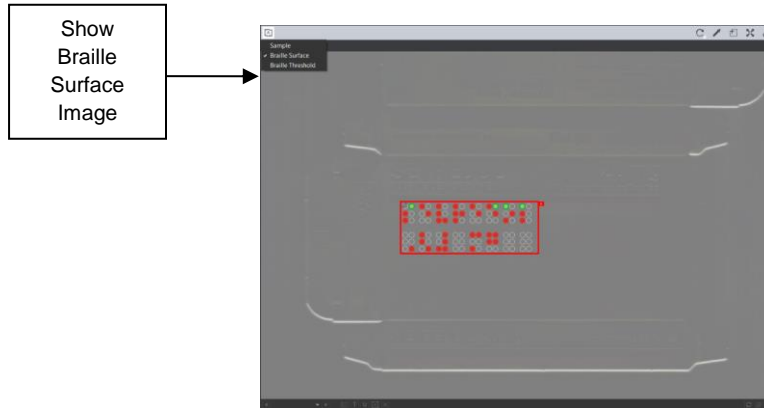 Show
Braille
Surface
Image
Sample
✓ Braille Surface
Braille Threshold